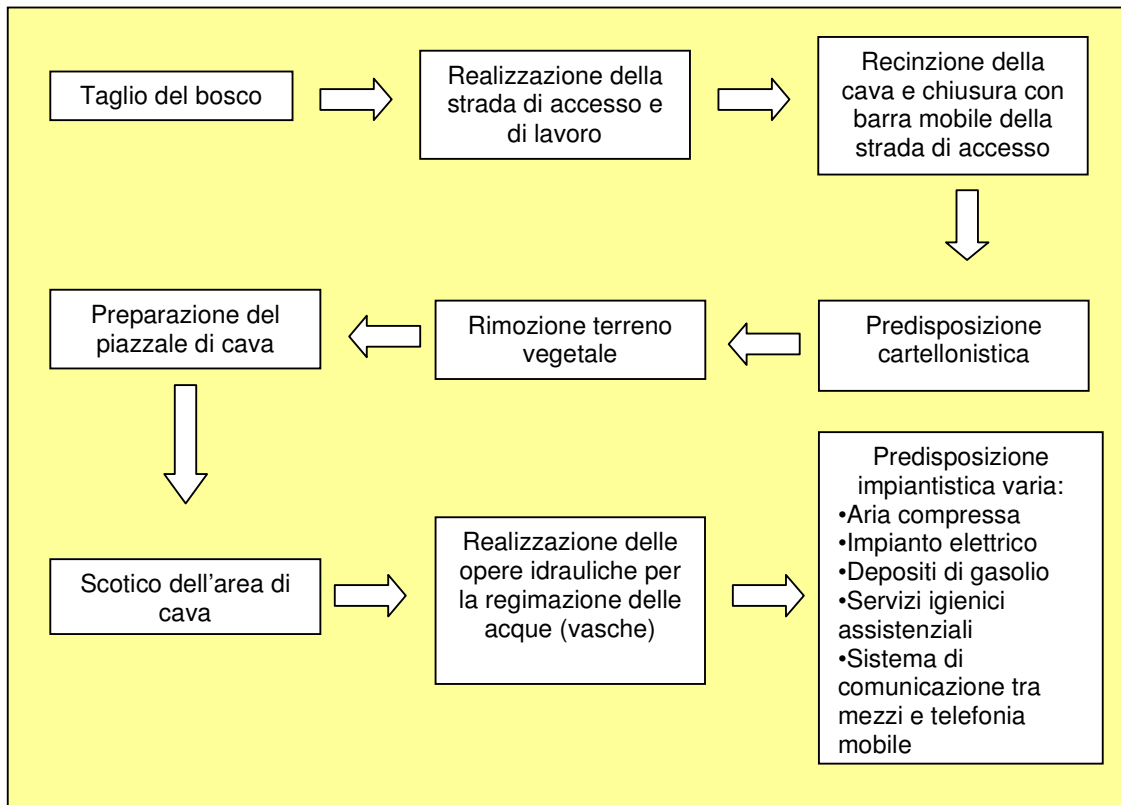 Taglio del bosco
Realizzazione della
strada di accesso e
di lavoro
Recinzione della
cava e chiusura con
barra mobile della
strada di accesso
Predisposizione
cartellonistica
Rimozione terreno
vegetale
Preparazione del
piazzale di cava
Scotico dell'area di
cava
Realizzazione delle
opere idrauliche per
la regimazione delle
acque (vasche)
Predisposizione
impiantistica varia:
•Aria compressa
•Impianto elettrico
•Depositi di gasolio
•Servizi igienici
assistenziali
•Sistema di
comunicazione tra
mezzi e telefonia
mobile